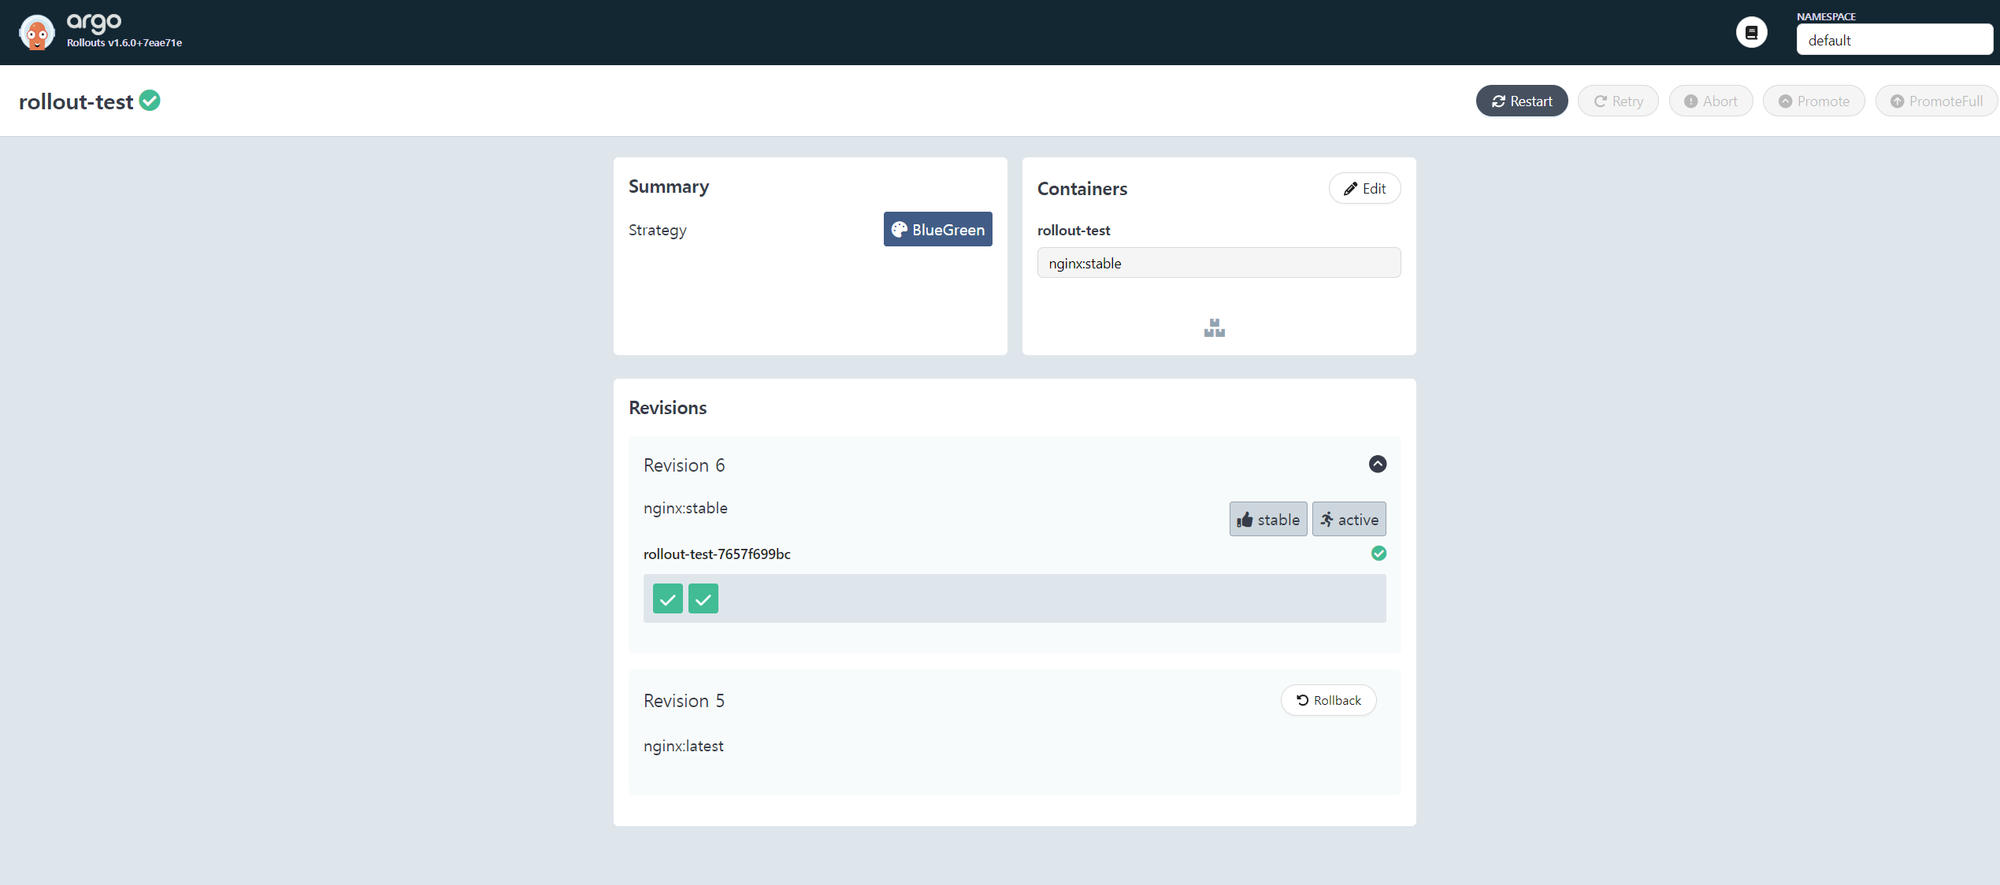 argo
Rollouts v1.6.0+7eae71e
NAMESPACE
default
rollout-test
Restart
Retry
Abort
Promote
PromoteFull
Summary
Strategy
BlueGreen
Containers
Edit
rollout-test
nginx:stable
Revisions
Revision 6
nginx:stable
stable
active
rollout-test-7657f699bc
Revision 5
Rollback
nginx:latest